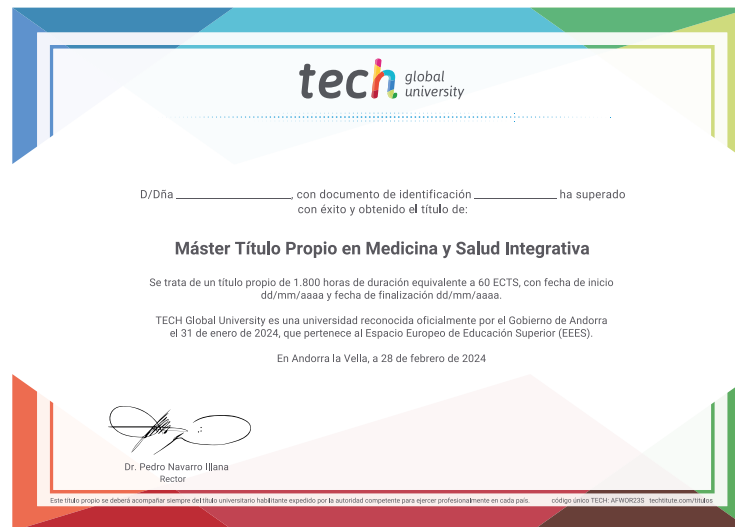 tech global university
D/Dña ____________________, con documento de identificación ______________ ha superado
con éxito y obtenido el título de:
Máster Título Propio en Medicina y Salud Integrativa
Se trata de un título propio de 1.800 horas de duración equivalente a 60 ECTS, con fecha de inicio
dd/mm/aaaa y fecha de finalización dd/mm/aaaa.
TECH Global University es una universidad reconocida oficialmente por el Gobierno de Andorra
el 31 de enero de 2024, que pertenece al Espacio Europeo de Educación Superior (EEES).
En Andorra la Vella, a 28 de febrero de 2024
Dr. Pedro Navarro Illana
Rector
Este título propio se deberá acompañar siempre del título universitario habilitante expedido por la autoridad competente para ejercer profesionalmente en cada país. código único TECH: AFWOR23S techtitute.com/titulos